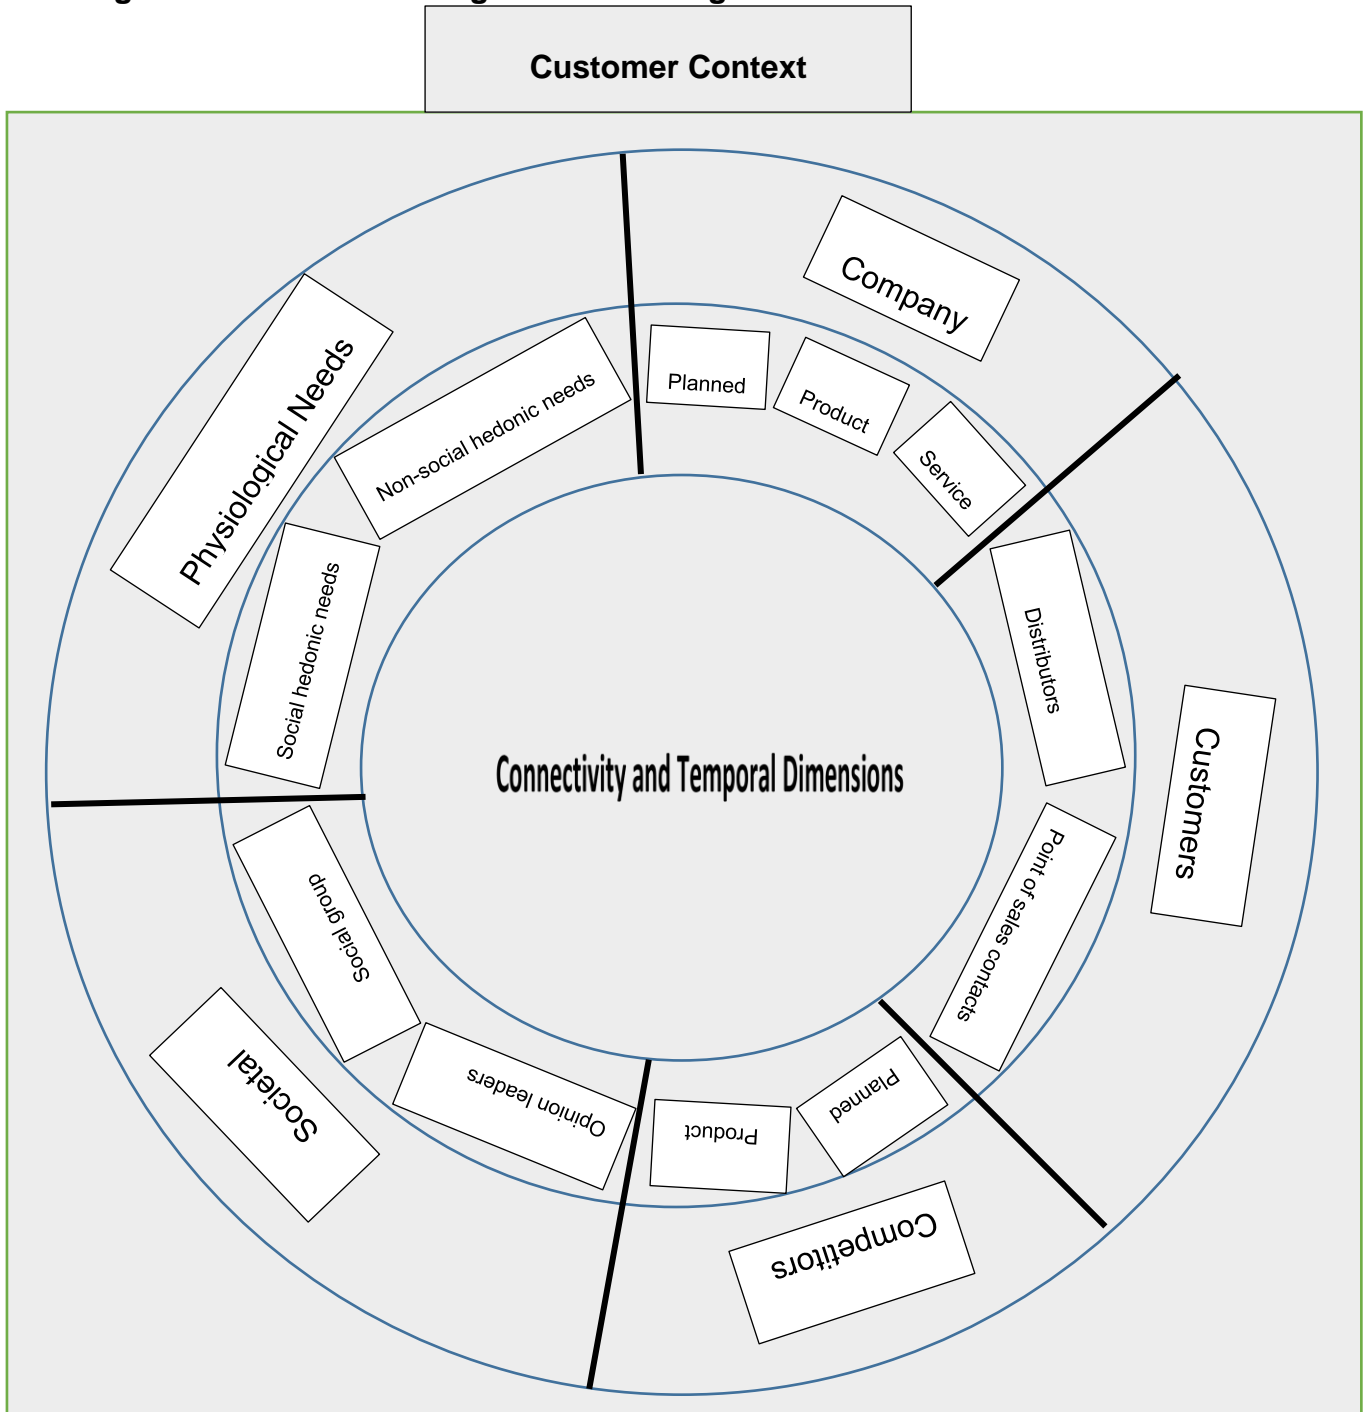 Customer Context
Company
Planned
Product
Service
Customers
Distributors
Point of sales contacts
Competitors
Planned
Product
Societal
Opinion leaders
Social group
Physiological Needs
Social hedonic needs
Non-social hedonic needs
Connectivity and Temporal Dimensions